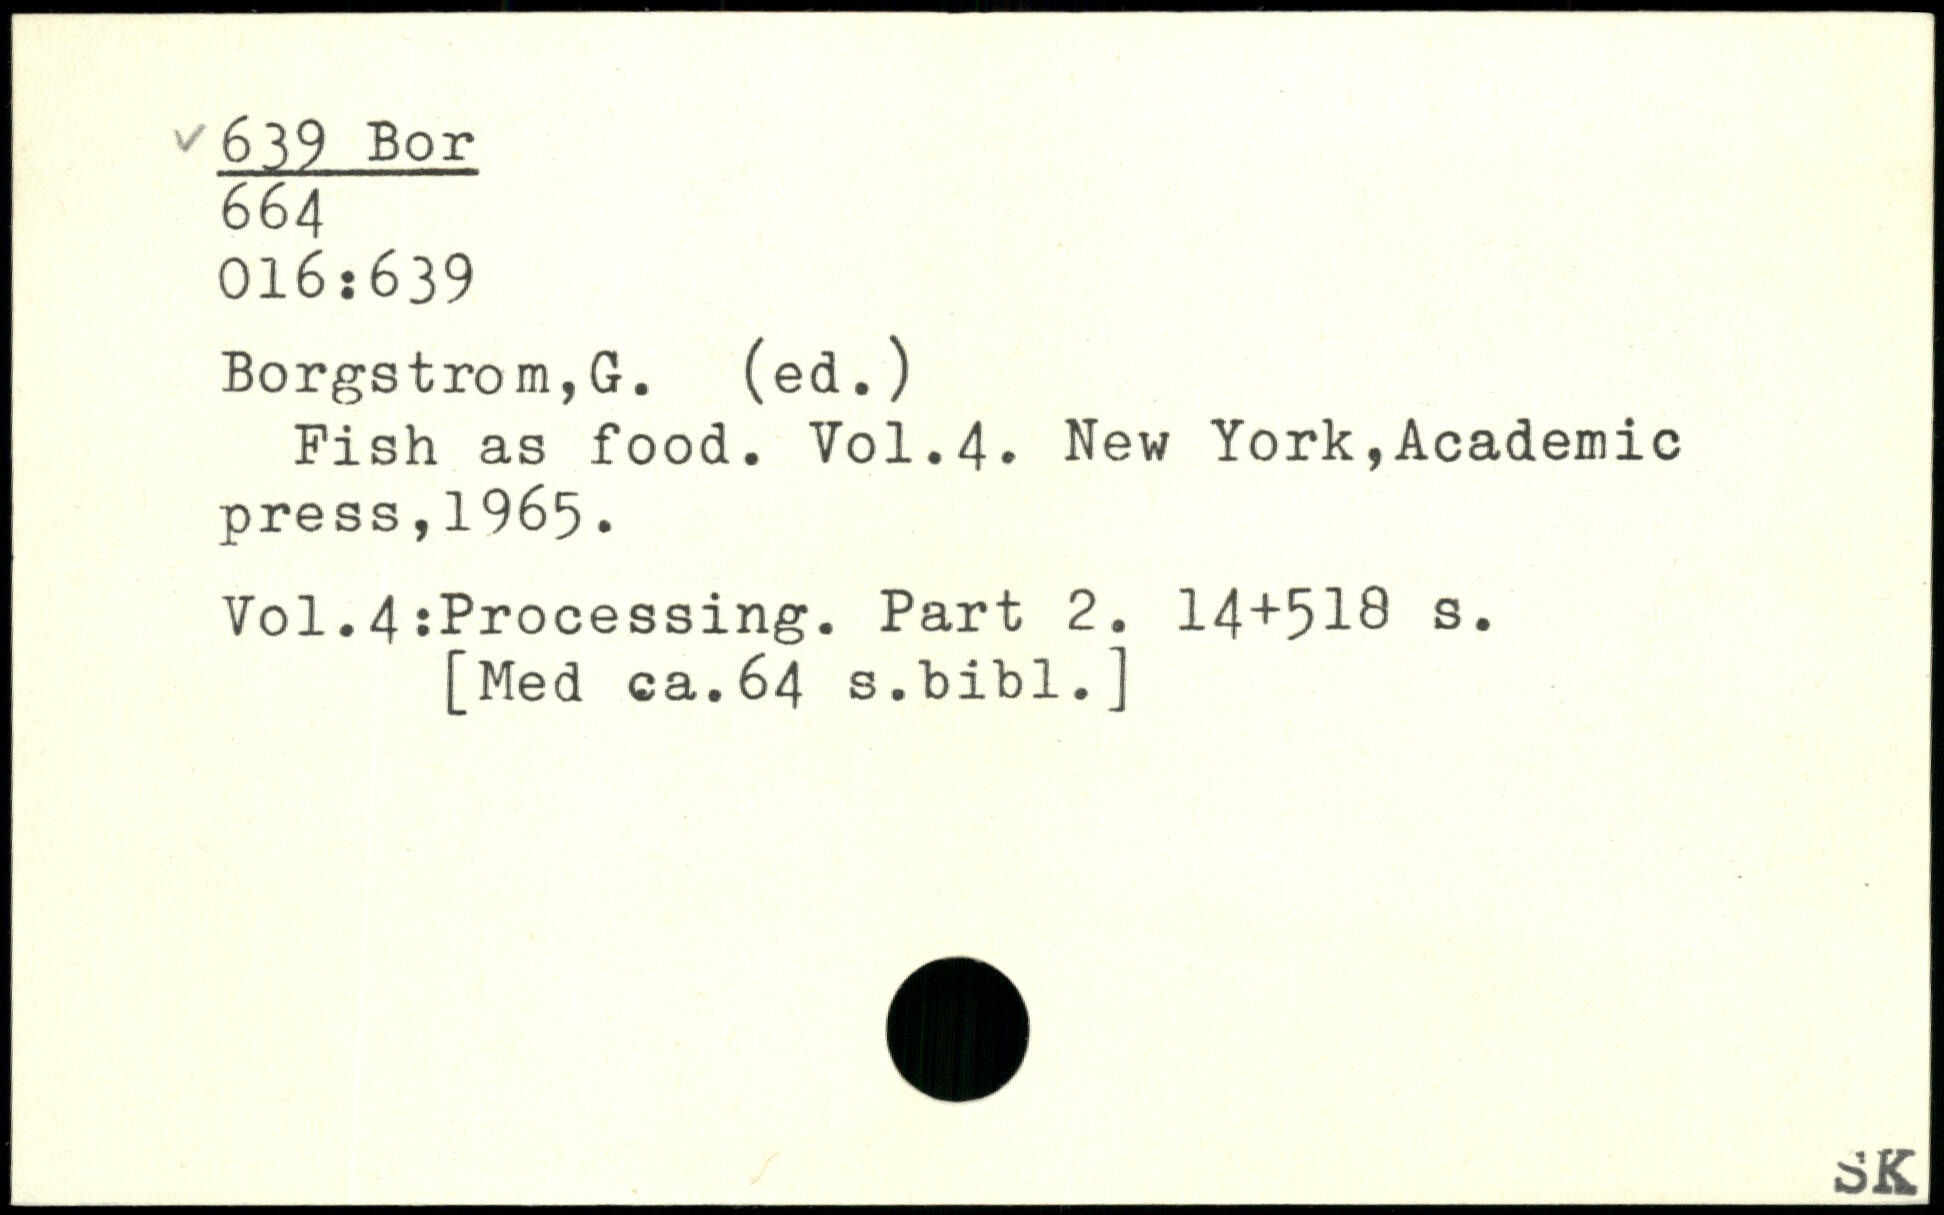 ✓ 639 Bor
664
016:639
Borgstrom,G. (ed.)
Fish as food. Vol.4. New York,Academic
press,1965.
Vol.4:Processing. Part 2. 14+518 s.
[Med ca.64 s.bibl.]
SK